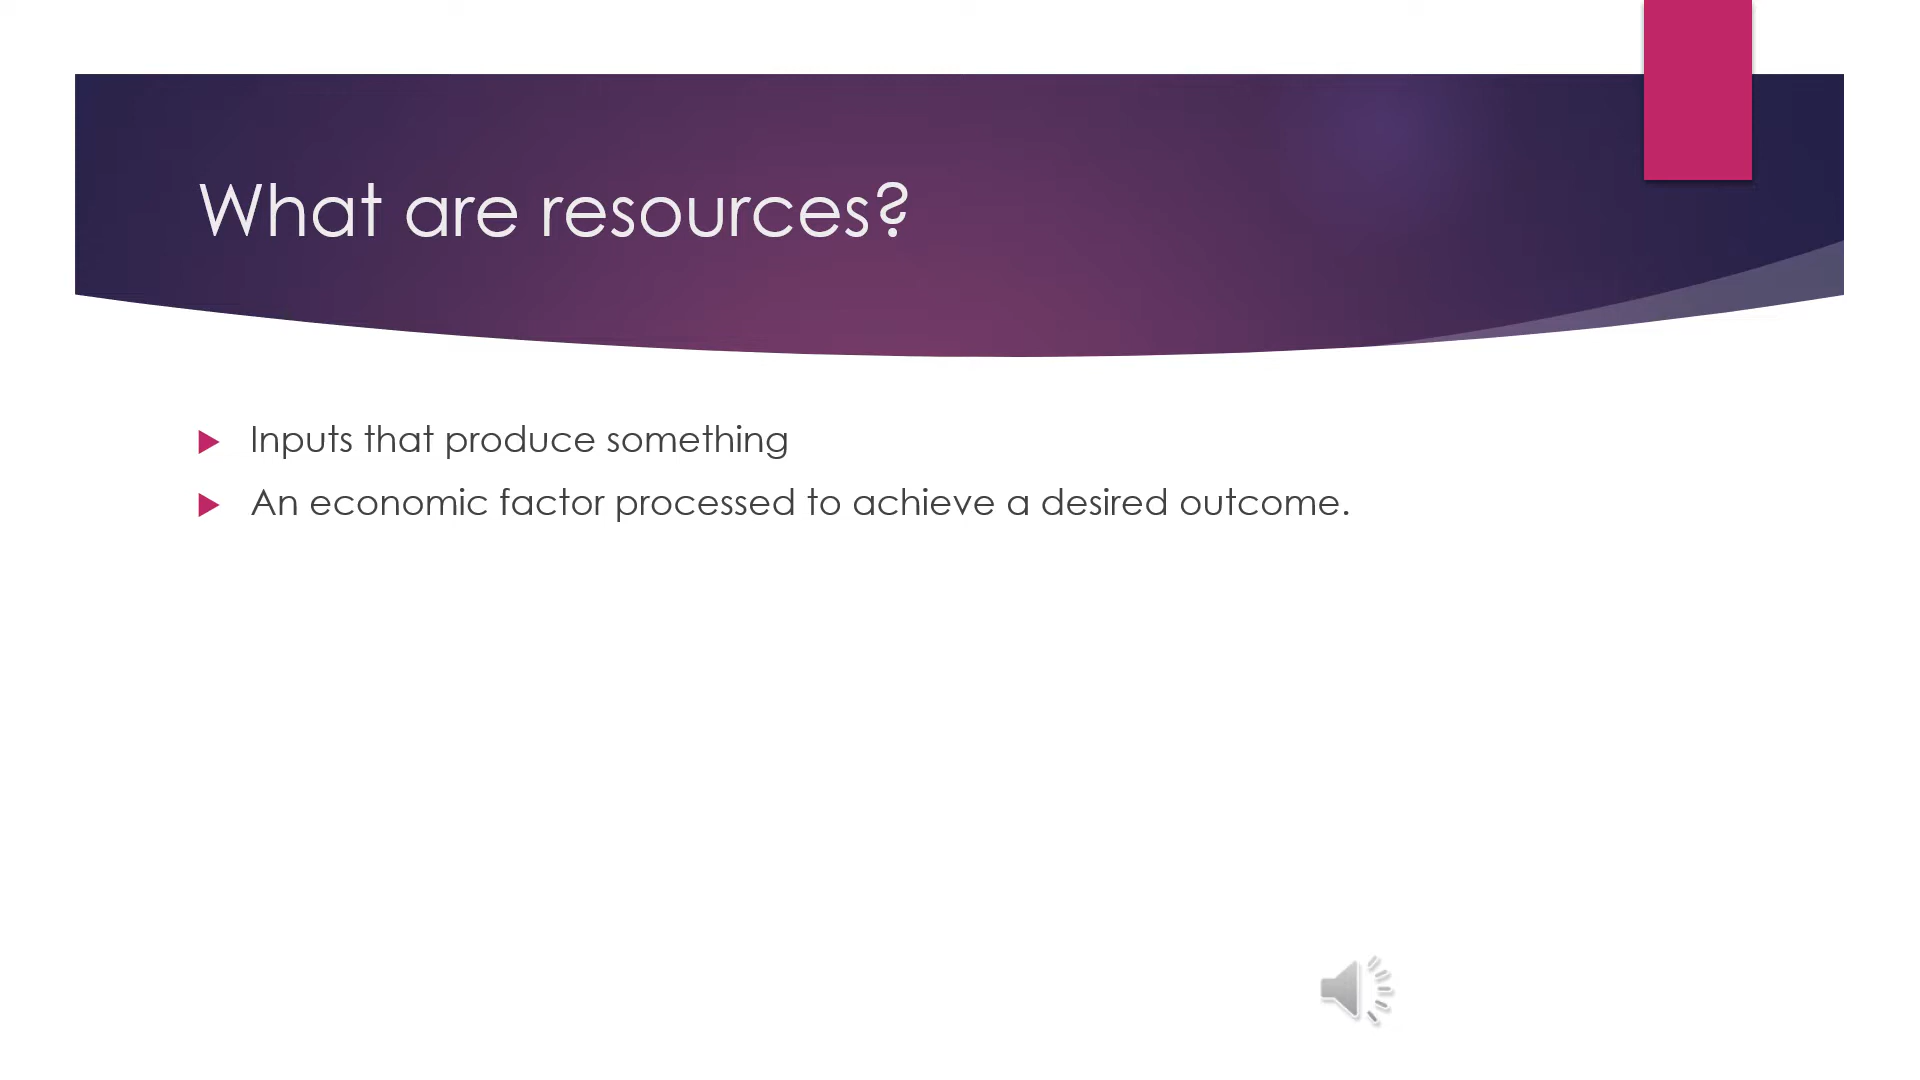 What are resources?
Inputs that produce something
An economic factor processed to achieve a desired outcome.